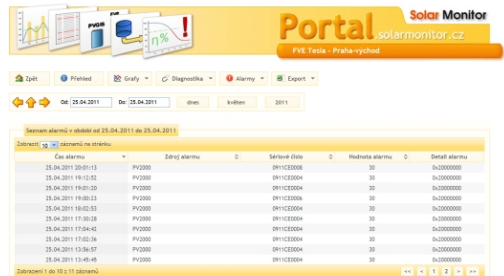 PVGIS
η%
Portal Solar Monitor
solarmonitor.cz
FVE Tesla - Praha-východ
Zpět Přehled Grafy Diagnostika Alarmy Export
Od: 25.04.2011 Do: 25.04.2011 dnes květen 2011
Seznam alarmů v období od 25.04.2011 do 25.04.2011
Zobrazit 10 záznamů na stránku
Čas alarmu Zdroj alarmu Sériové číslo Hodnota alarmu Detail alarmu
25.04.2011 20:01:13 PV2000 0911CE0008 30 0x20000000
25.04.2011 19:12:52 PV2000 0911CE0004 30 0x20000000
25.04.2011 19:01:20 PV2000 0911CE0004 30 0x20000000
25.04.2011 19:00:23 PV2000 0911CE0006 30 0x20000000
25.04.2011 18:02:53 PV2000 0911CE0004 30 0x20000000
25.04.2011 17:30:28 PV2000 0911CE0004 30 0x20000000
25.04.2011 17:04:42 PV2000 0911CE0004 30 0x20000000
25.04.2011 17:02:36 PV2000 0911CE0004 30 0x20000000
25.04.2011 13:56:57 PV2000 0911CE0004 30 0x20000000
25.04.2011 13:45:45 PV2000 0911CE0004 30 0x20000000
Zobrazení 1 do 10 z 11 záznamů << < 1 2 > >>